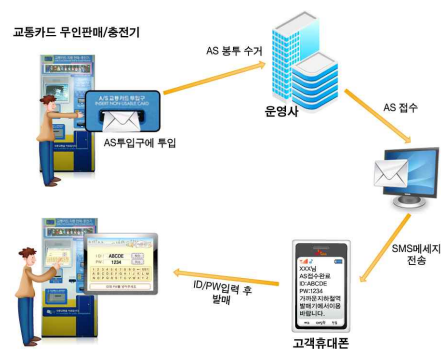 교통카드 무인판매/충전기
AS 봉투 수거
A/S교통카드 투입구
INSERT NON-USABLE CARD
AS투입구에 투입
운영사
AS 접수
SMS메세지
전송
ABCDE
1234
ID/PW입력 후
발매
XXX님
AS접수완료
ID:ABCDE
PW:1234
가까운지하철역
발매기에서이용
바랍니다.
고객휴대폰